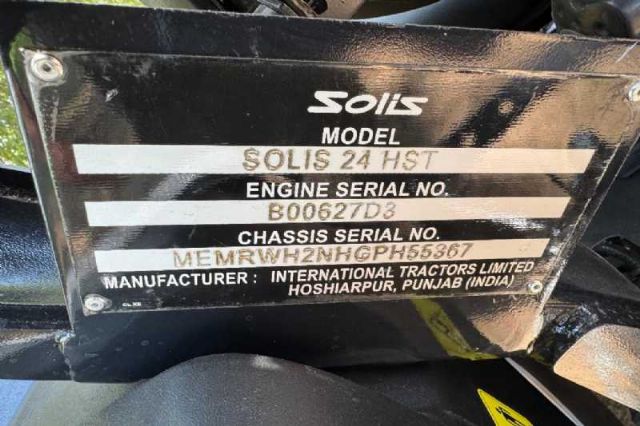 Solis
MODEL
SOLIS 24 HST
ENGINE SERIAL NO.
B00627D3
CHASSIS SERIAL NO.
MEMRWH2NHGPH55367
MANUFACTURER : INTERNATIONAL TRACTORS LIMITED
HOSHIARPUR, PUNJAB (INDIA)